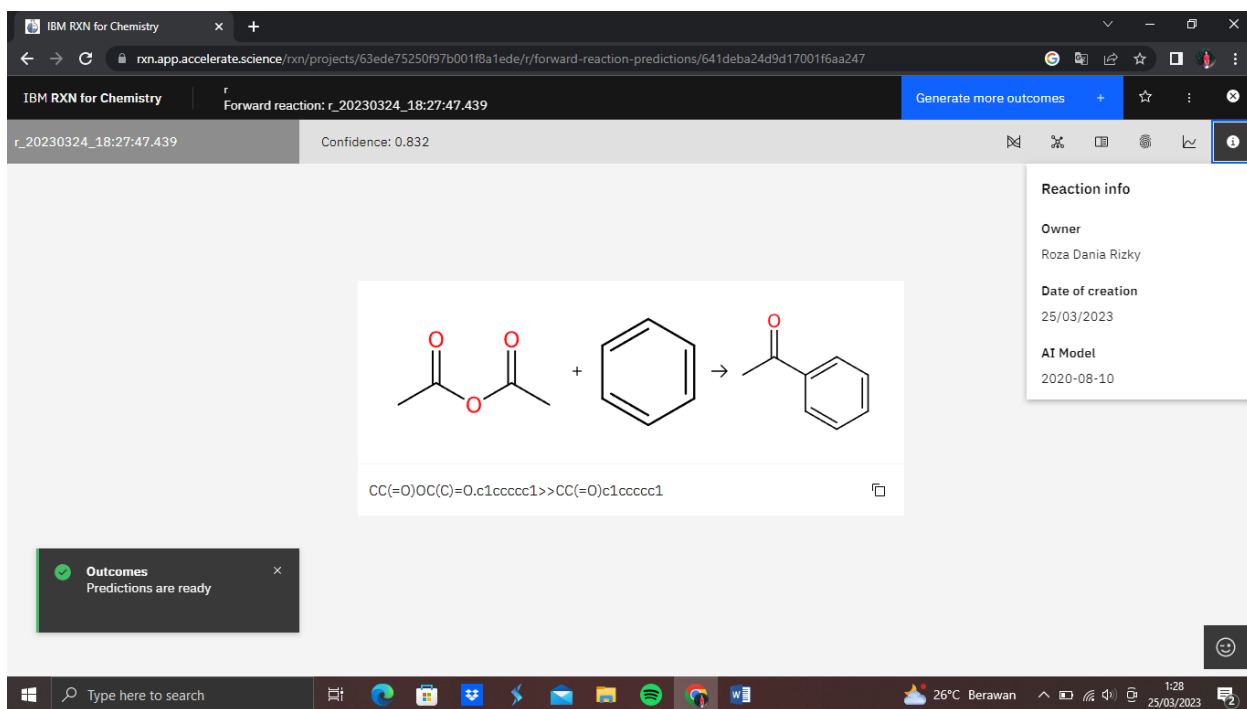 IBM RXN for Chemistry
rxn.app.accelerate.science/rxn/projects/63ede75250f97b001f8a1ede/r/forward-reaction-predictions/641deba24d9d17001f6aa247
IBM RXN for Chemistry
r
Forward reaction: r_20230324_18:27:47.439
Generate more outcomes +
r_20230324_18:27:47.439
Confidence: 0.832
Reaction info
Owner
Roza Dania Rizky
Date of creation
25/03/2023
AI Model
2020-08-10
O O
O
+
→
O
CC(=O)OC(C)=O.c1ccccc1>>CC(=O)c1ccccc1
Outcomes
Predictions are ready
Type here to search
26°C Berawan
1:28
25/03/2023
2